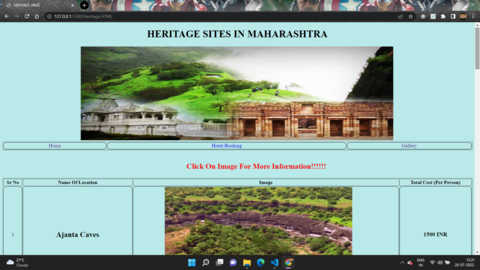 HERITAGE PAGE
127.0.0.1:5500/Heritage.HTML
HERITAGE SITES IN MAHARASHTRA
Home Hotel Booking Gallery
Click On Image For More Information!!!!!!
Sr No Name Of Location Image Total Cost (Per Person)
1 Ajanta Caves 1500 INR
27°C
Cloudy
ENG
IN
12:21
20-07-2022